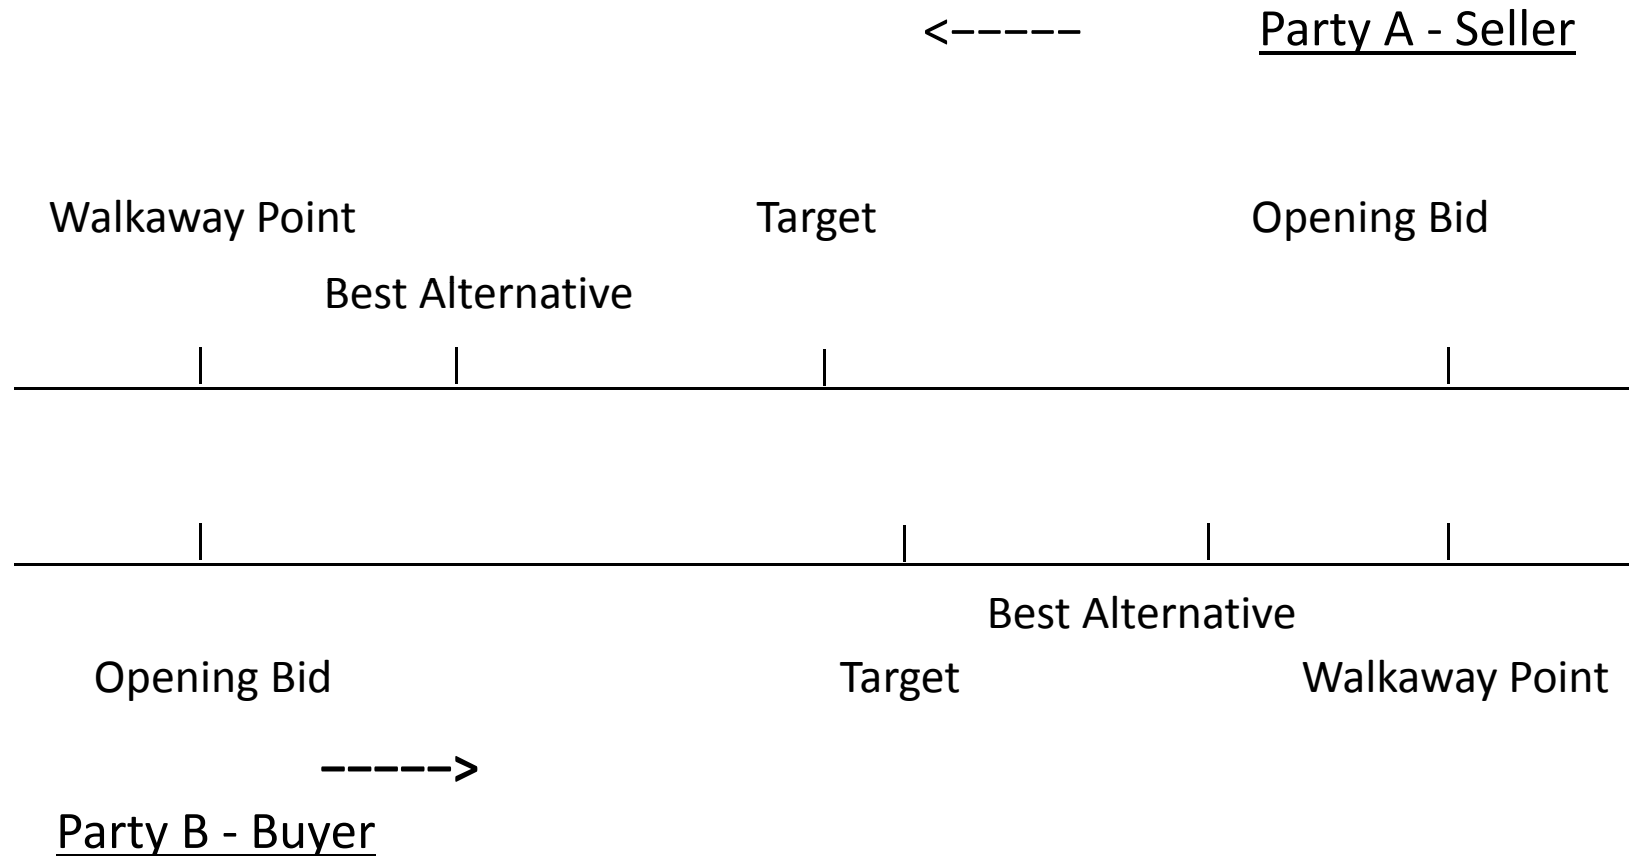 <−−−−− Party A - Seller
Walkaway Point Target Opening Bid
Best Alternative
Best Alternative
Opening Bid Target Walkaway Point
−−−−−>
Party B - Buyer